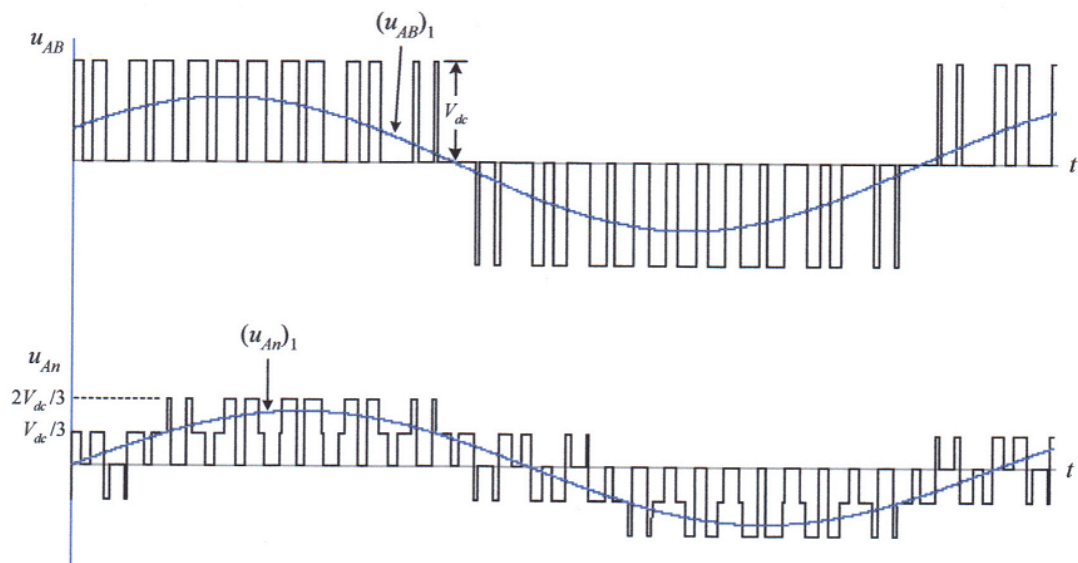 u_AB
(u_AB)_1
V_dc
t
u_An
(u_An)_1
2V_dc/3
V_dc/3
t